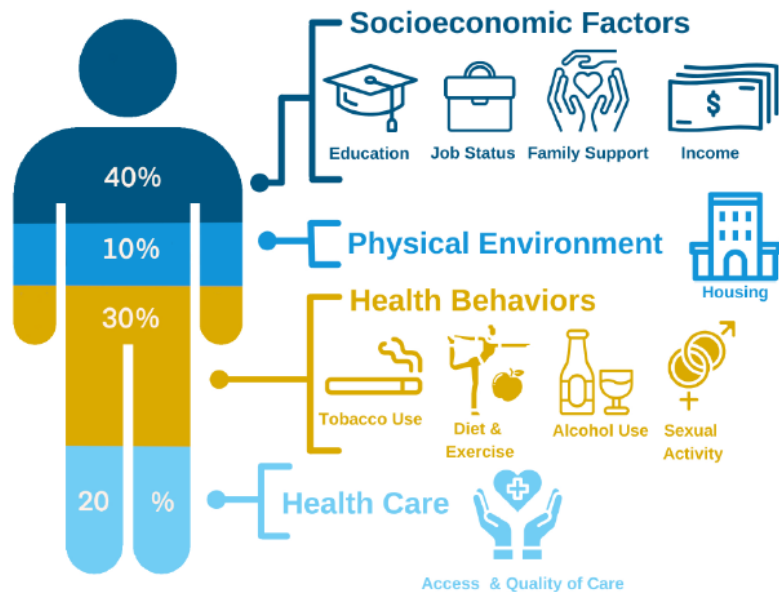 Socioeconomic Factors
$
Education
Job Status
Family Support
Income
40%
10%
Physical Environment
Housing
30%
Health Behaviors
Tobacco Use
Diet &
Exercise
Alcohol Use
Sexual
Activity
20 %
Health Care
Access & Quality of Care